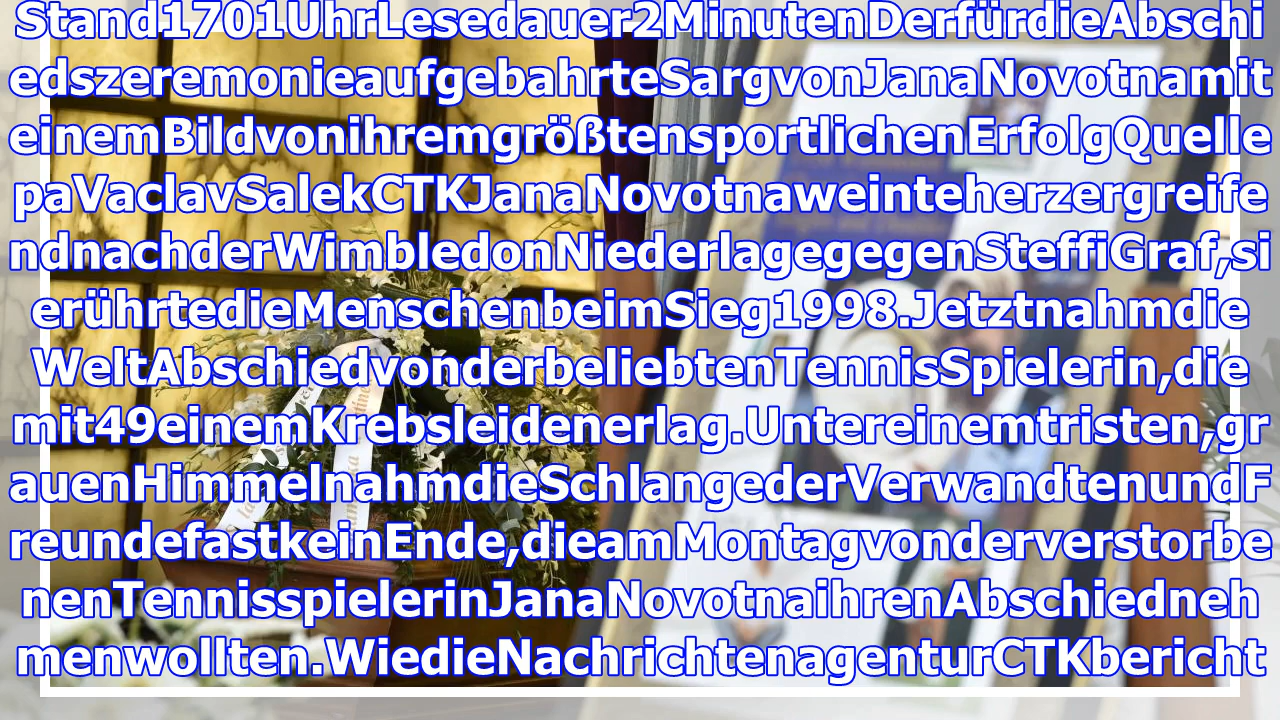 Stand1701UhrLesedauer2MinutenDerfürdieAbschi
edszeremonieaufgebahrteSargvonJanaNovotnamit
einemBildvonihremgrößtensportlichenErfolgQuelle
paVaclavSalekCTKJanaNovotnaweinteherzergreife
ndnachderWimbledonNiederlagegegenSteffiGraf,si
erührtedieMenschenbeimSieg1998.Jetztnahmdie
WeltAbschiedvonderbeliebtenTennisSpielerin,die
mit49einemKrebsleidenerlag.Untereinemtristen,gr
auenHimmelnahmdieSchlangederVerwandtenundF
reundefastkeinEnde,dieamMontagvonderverstorbe
nenTennisspielerinJanaNovotnaihrenAbschiedneh
menwollten.WiedieNachrichtenagenturCTKbericht